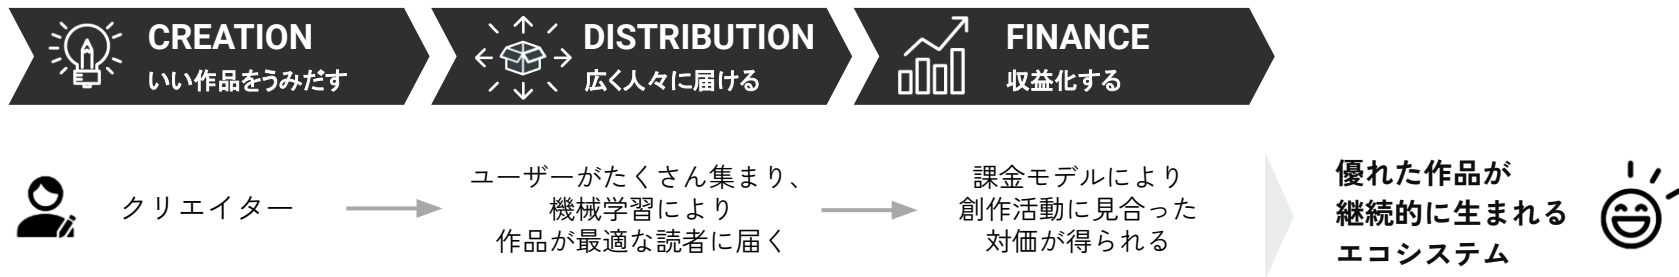 CREATION
いい作品をうみだす
DISTRIBUTION
広く人々に届ける
FINANCE
収益化する
クリエイター
ユーザーがたくさん集まり、
機械学習により
作品が最適な読者に届く
課金モデルにより
創作活動に見合った
対価が得られる
優れた作品が
継続的に生まれる
エコシステム